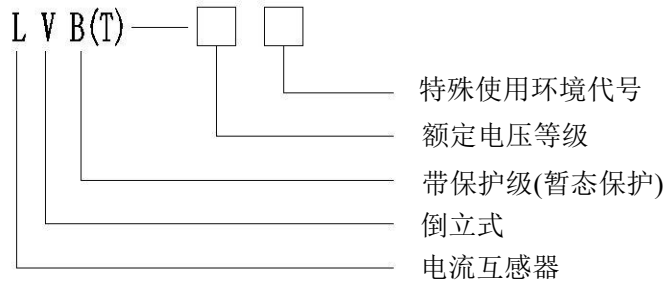 L V B(T)
特殊使用环境代号
额定电压等级
带保护级(暂态保护)
倒立式
电流互感器